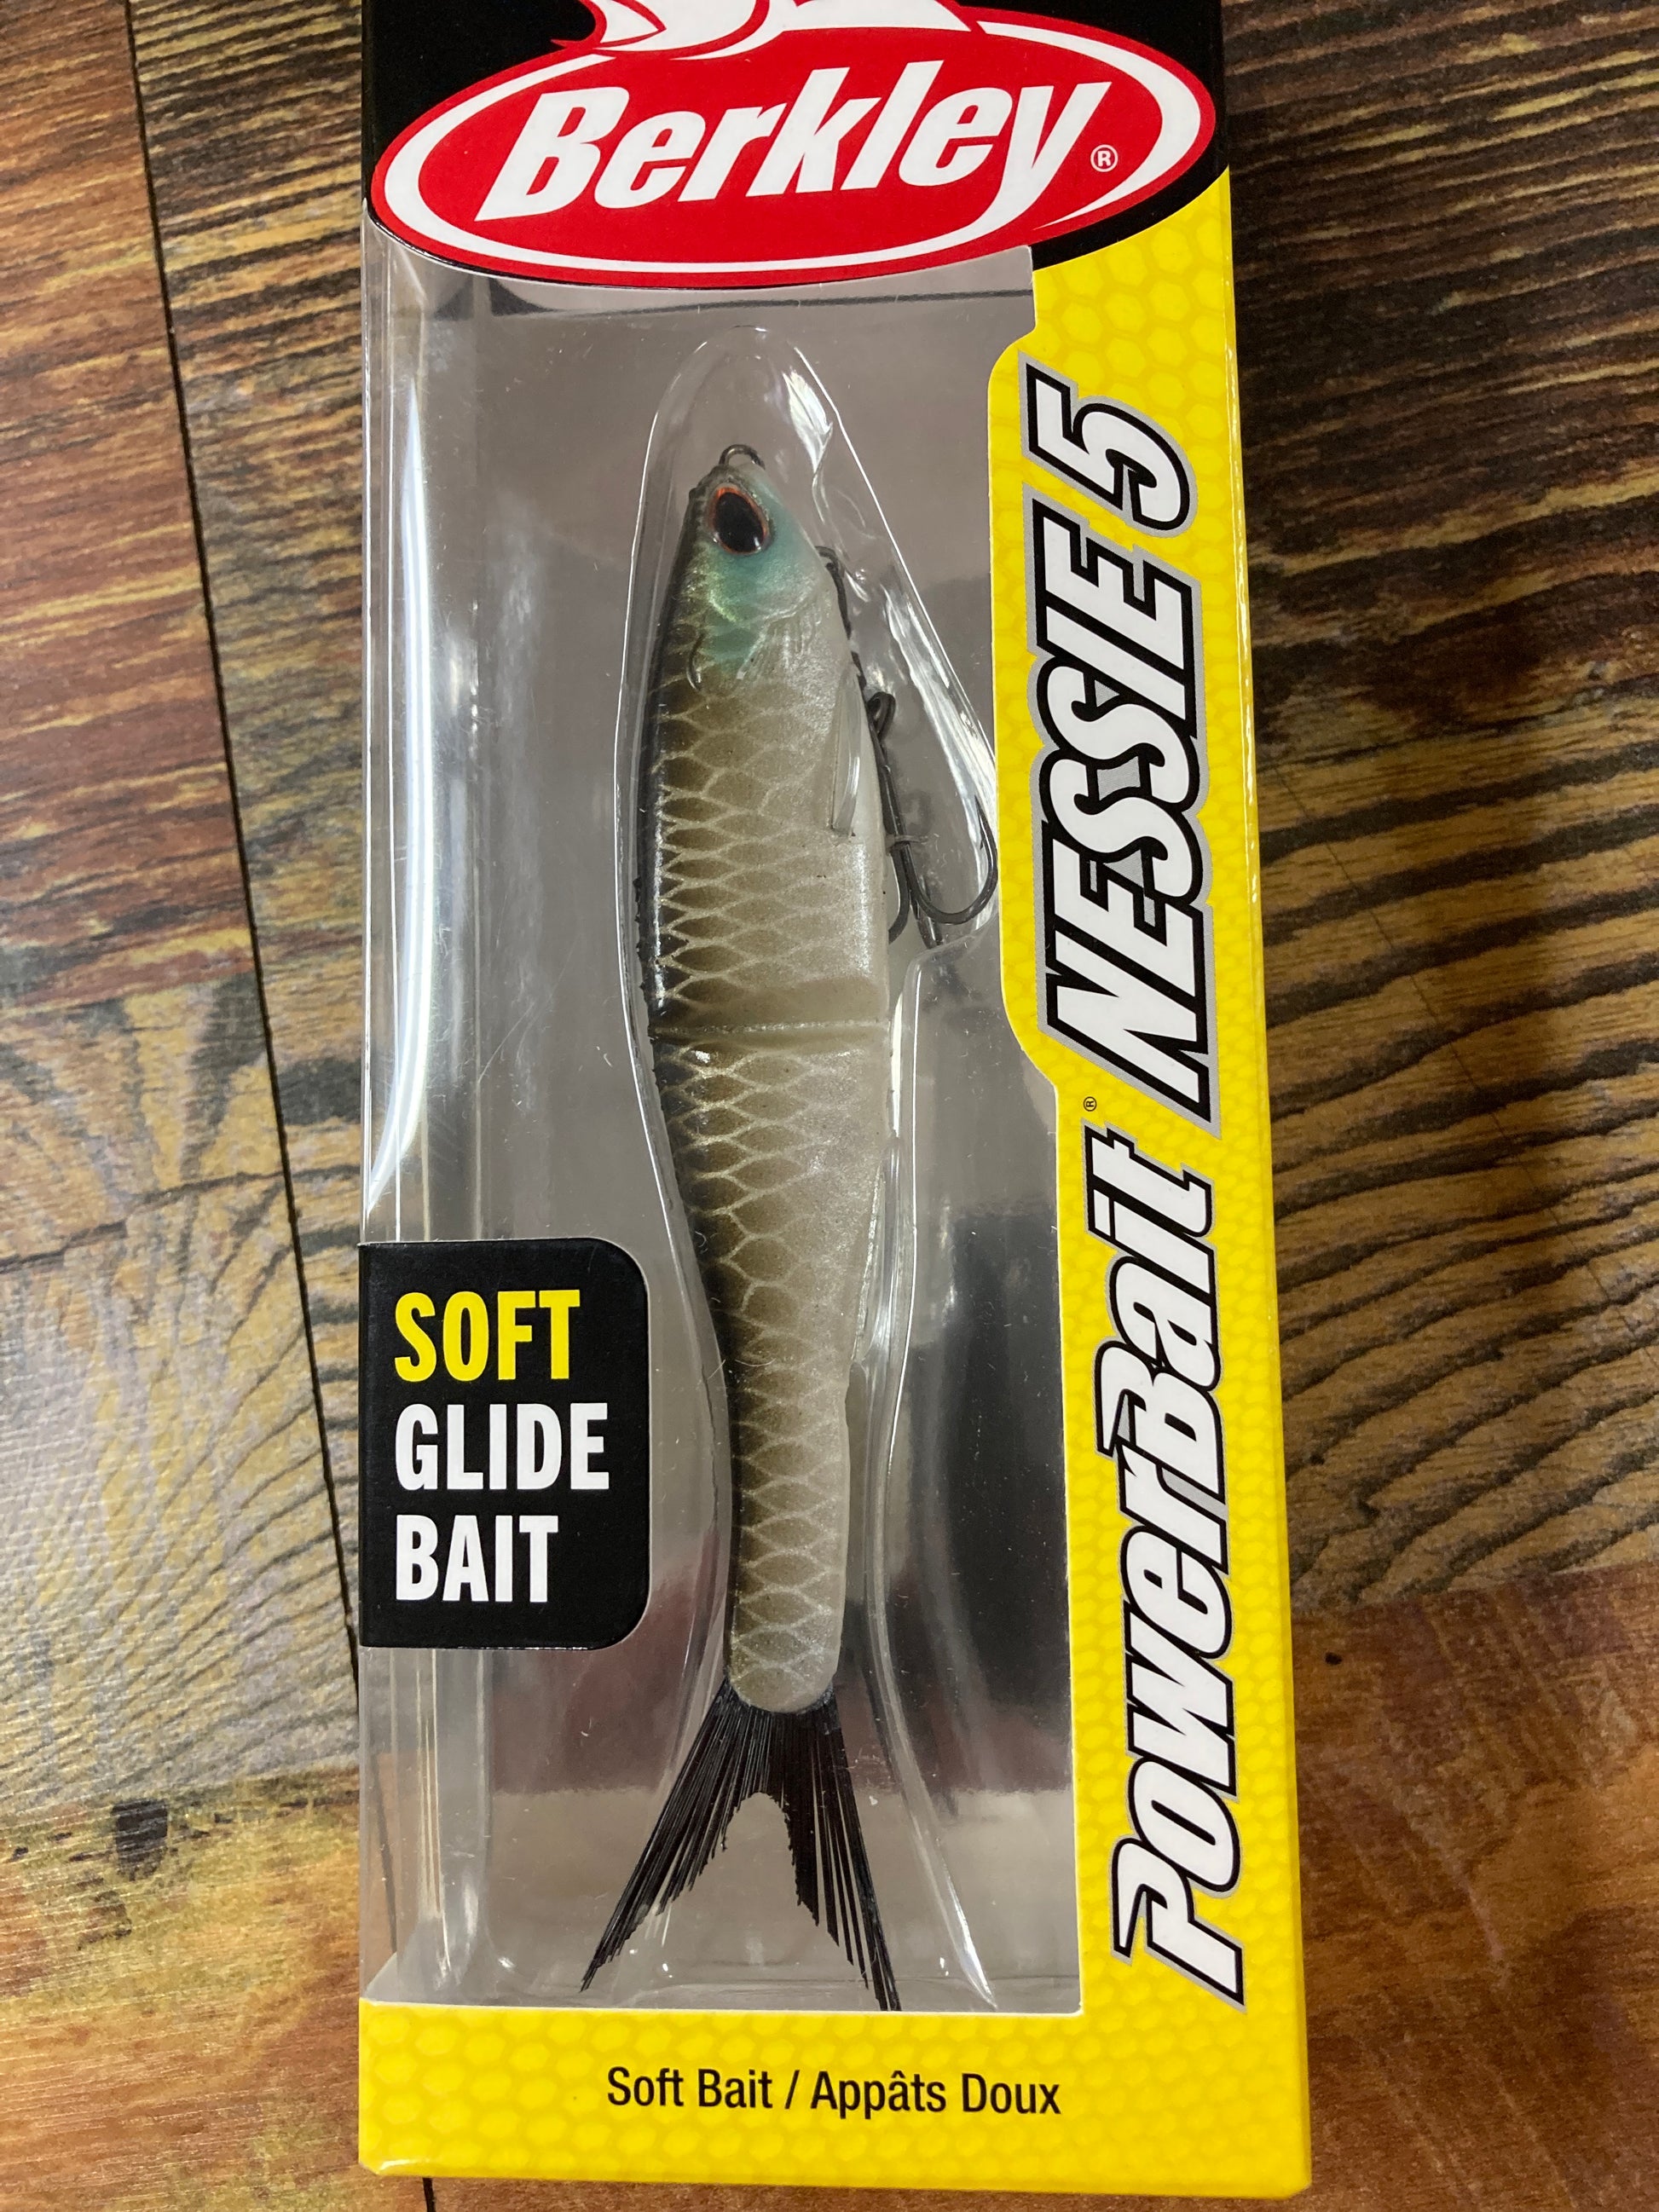 Berkley®
PowerBait® NESSIE 5
SOFT
GLIDE
BAIT
Soft Bait / Appâts Doux